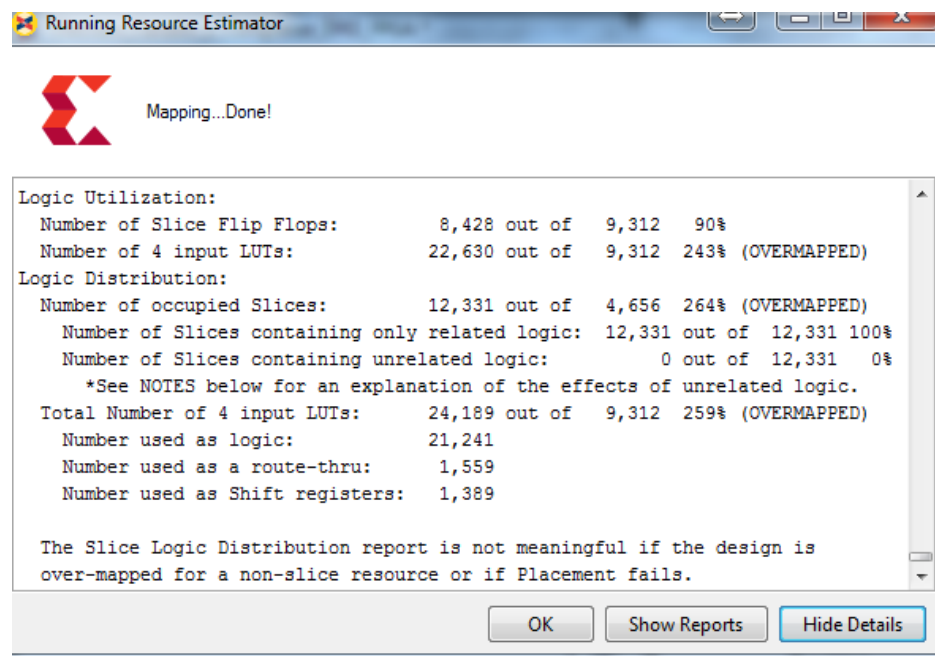 Running Resource Estimator
Mapping...Done!
Logic Utilization:
Number of Slice Flip Flops: 8,428 out of 9,312 90%
Number of 4 input LUTs: 22,630 out of 9,312 243% (OVERMAPPED)
Logic Distribution:
Number of occupied Slices: 12,331 out of 4,656 264% (OVERMAPPED)
Number of Slices containing only related logic: 12,331 out of 12,331 100%
Number of Slices containing unrelated logic: 0 out of 12,331 0%
*See NOTES below for an explanation of the effects of unrelated logic.
Total Number of 4 input LUTs: 24,189 out of 9,312 259% (OVERMAPPED)
Number used as logic: 21,241
Number used as a route-thru: 1,559
Number used as Shift registers: 1,389
The Slice Logic Distribution report is not meaningful if the design is
over-mapped for a non-slice resource or if Placement fails.
OK Show Reports Hide Details